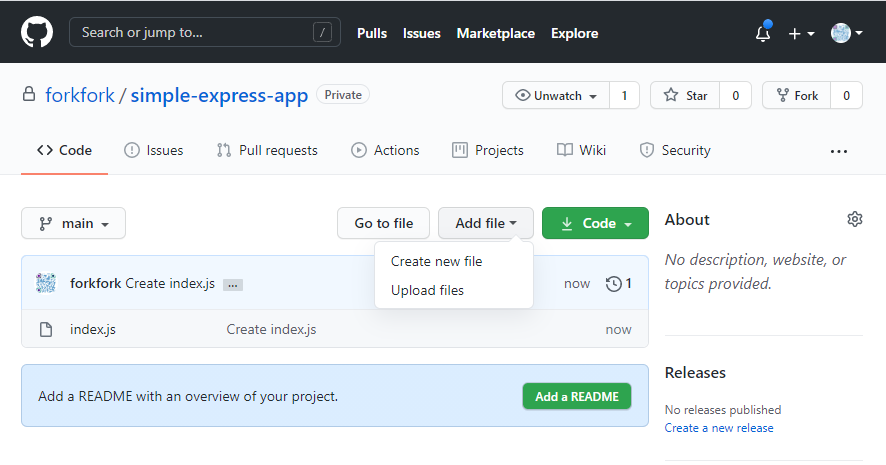 Search or jump to... / Pulls Issues Marketplace Explore
forkfork / simple-express-app Private Unwatch 1 Star 0 Fork 0
Code Issues Pull requests Actions Projects Wiki Security ...
main Go to file Add file Code
Create new file
Upload files
forkfork Create index.js ... now 1
index.js Create index.js now
Add a README with an overview of your project. Add a README
About
No description, website, or
topics provided.
Releases
No releases published
Create a new release